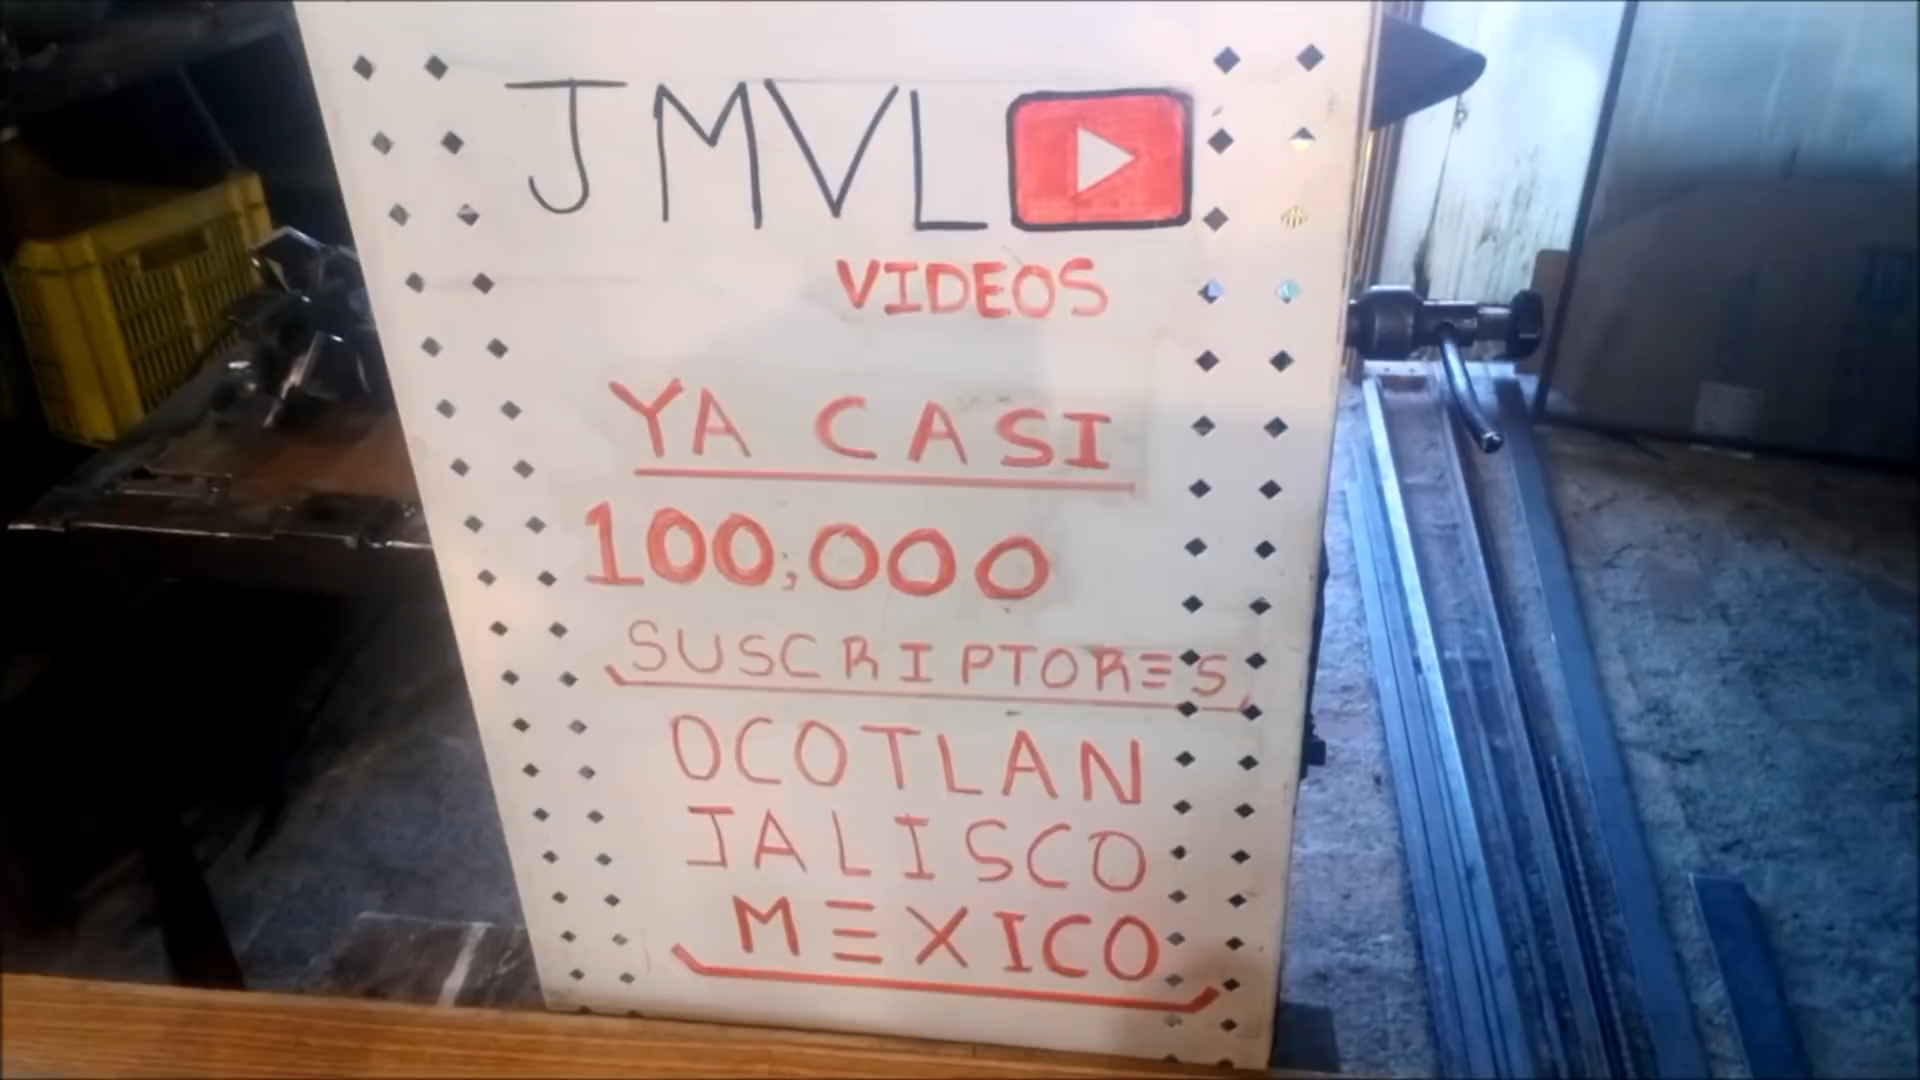 JMVL
VIDEOS
YA CASI
100,000
SUSCRIPTORES
OCOTLAN
JALISCO
MEXICO